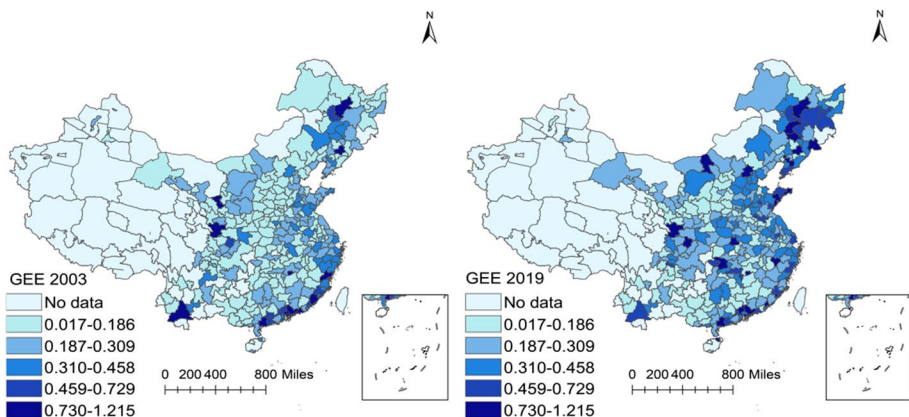 N
GEE 2003
No data
0.017-0.186
0.187-0.309
0.310-0.458
0.459-0.729
0.730-1.215
0 200 400 800 Miles
N
GEE 2019
No data
0.017-0.186
0.187-0.309
0.310-0.458
0.459-0.729
0.730-1.215
0 200 400 800 Miles